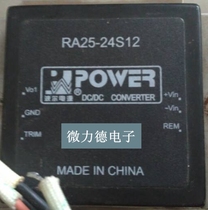 RA25-24S12
POWER
DC/DC CONVERTER
Vo1
GND
TRIM
+Vin
-Vin
REM
微力德电子
MADE IN CHINA